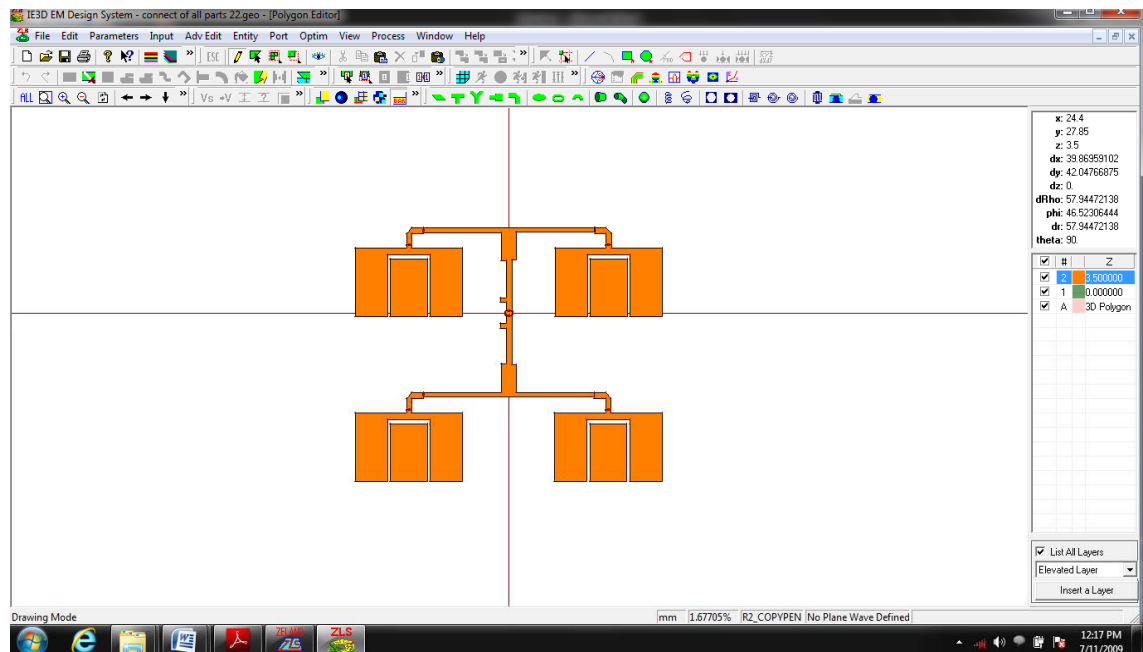 IE3D EM Design System - connect of all parts 22.geo - [Polygon Editor]
File Edit Parameters Input Adv Edit Entity Port Optim View Process Window Help
ESC
ALL Vs +V
x: 24.4
y: 27.85
z: 3.5
dx: 39.86959102
dy: 42.04766875
dz: 0.
dRho: 57.94472138
phi: 46.52306444
dr: 57.94472138
theta: 90.
# Z
2 3.500000
1 0.000000
A 3D Polygon
List All Layers
Elevated Layer
Insert a Layer
Drawing Mode mm 1.67705% R2_COPYPEN No Plane Wave Defined
ZELAND ZLS
12:17 PM
7/11/2009